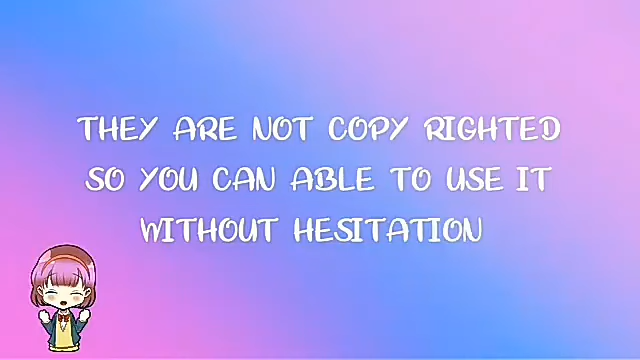 THEY ARE NOT COPY RIGHTED
SO YOU CAN ABLE TO USE IT
WITHOUT HESITATION